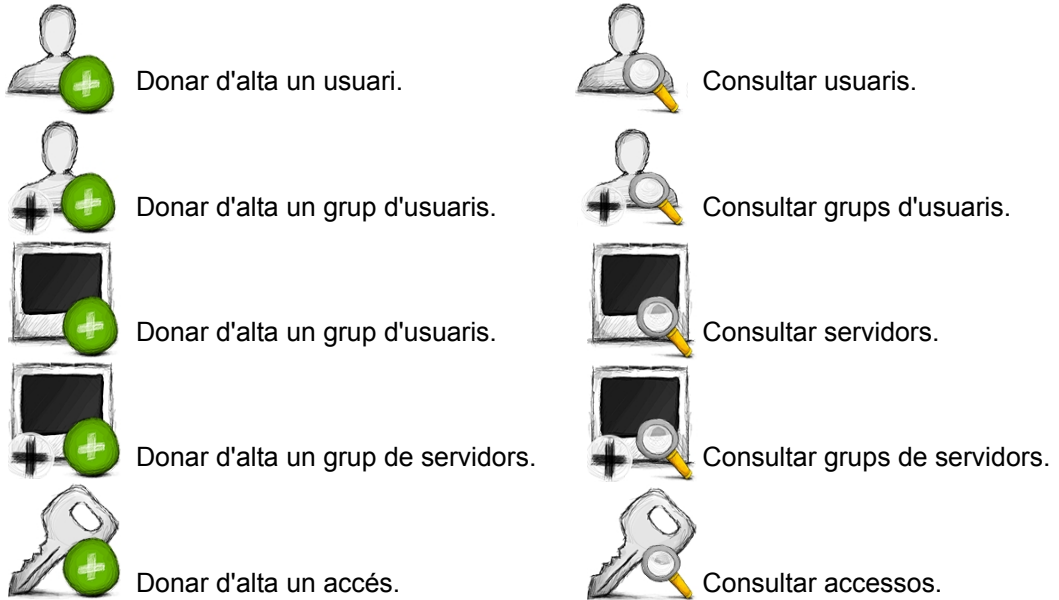 Donar d'alta un usuari.
Consultar usuaris.
Donar d'alta un grup d'usuaris.
Consultar grups d'usuaris.
Donar d'alta un grup d'usuaris.
Consultar servidors.
Donar d'alta un grup de servidors.
Consultar grups de servidors.
Donar d'alta un accés.
Consultar accessos.